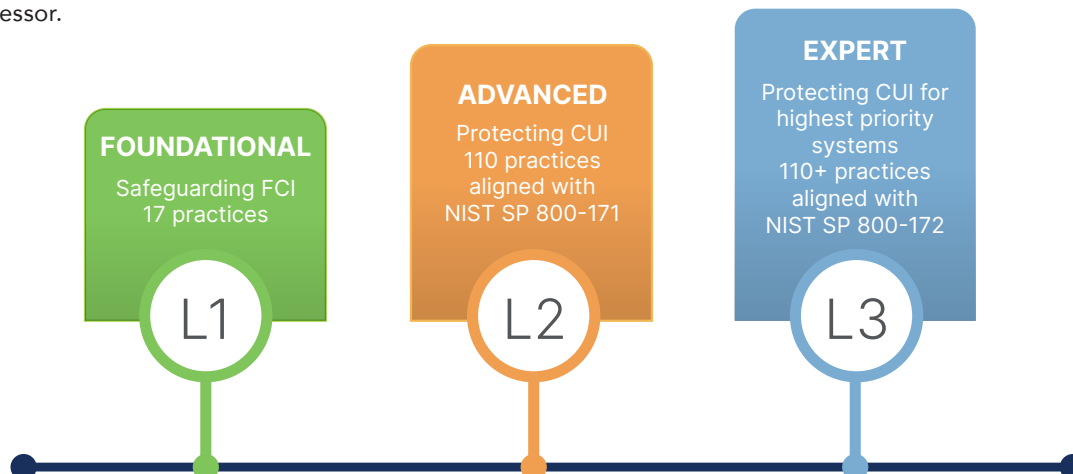 essor.
FOUNDATIONAL
Safeguarding FCI
17 practices
L1
ADVANCED
Protecting CUI
110 practices
aligned with
NIST SP 800-171
L2
EXPERT
Protecting CUI for
highest priority
systems
110+ practices
aligned with
NIST SP 800-172
L3